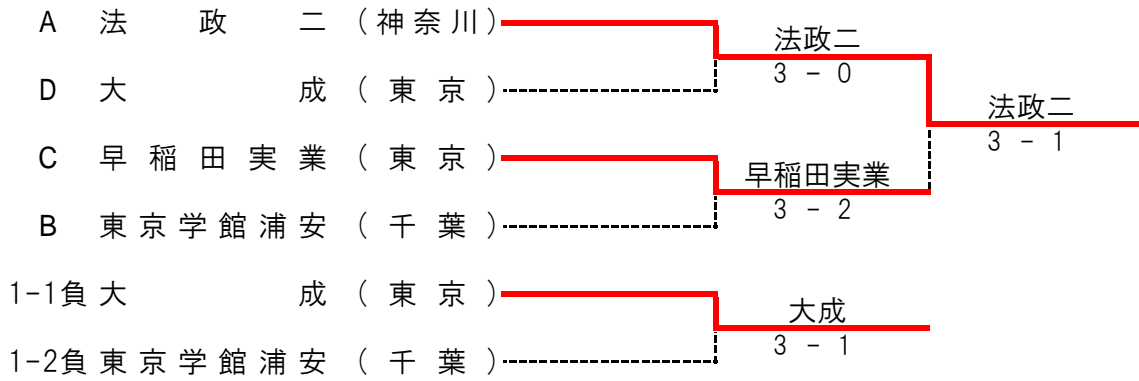 A 法政二 (神奈川)
法政二
3 - 0
D 大成 (東京)
法政二
3 - 1
C 早稲田実業 (東京)
早稲田実業
3 - 2
B 東京学館浦安 (千葉)
1-1負 大成 (東京)
大成
3 - 1
1-2負 東京学館浦安 (千葉)